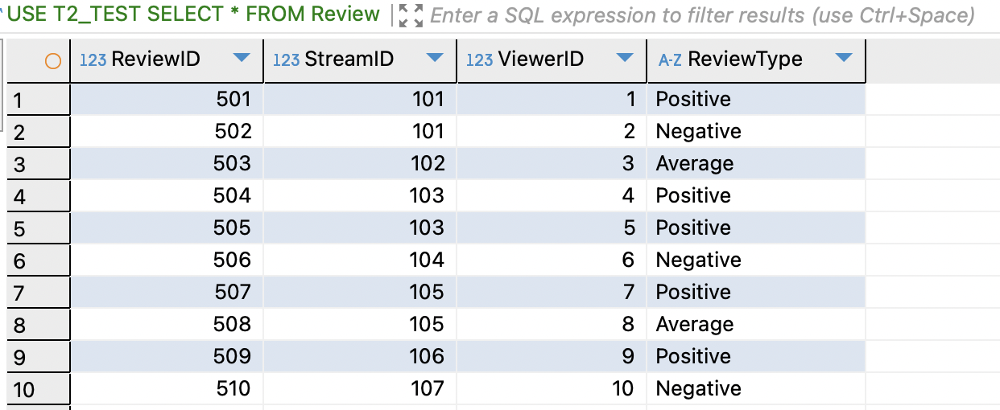 USE T2_TEST SELECT * FROM Review Enter a SQL expression to filter results (use Ctrl+Space)
123 ReviewID 123 StreamID 123 ViewerID A-Z ReviewType
1 501 101 1 Positive
2 502 101 2 Negative
3 503 102 3 Average
4 504 103 4 Positive
5 505 103 5 Positive
6 506 104 6 Negative
7 507 105 7 Positive
8 508 105 8 Average
9 509 106 9 Positive
10 510 107 10 Negative